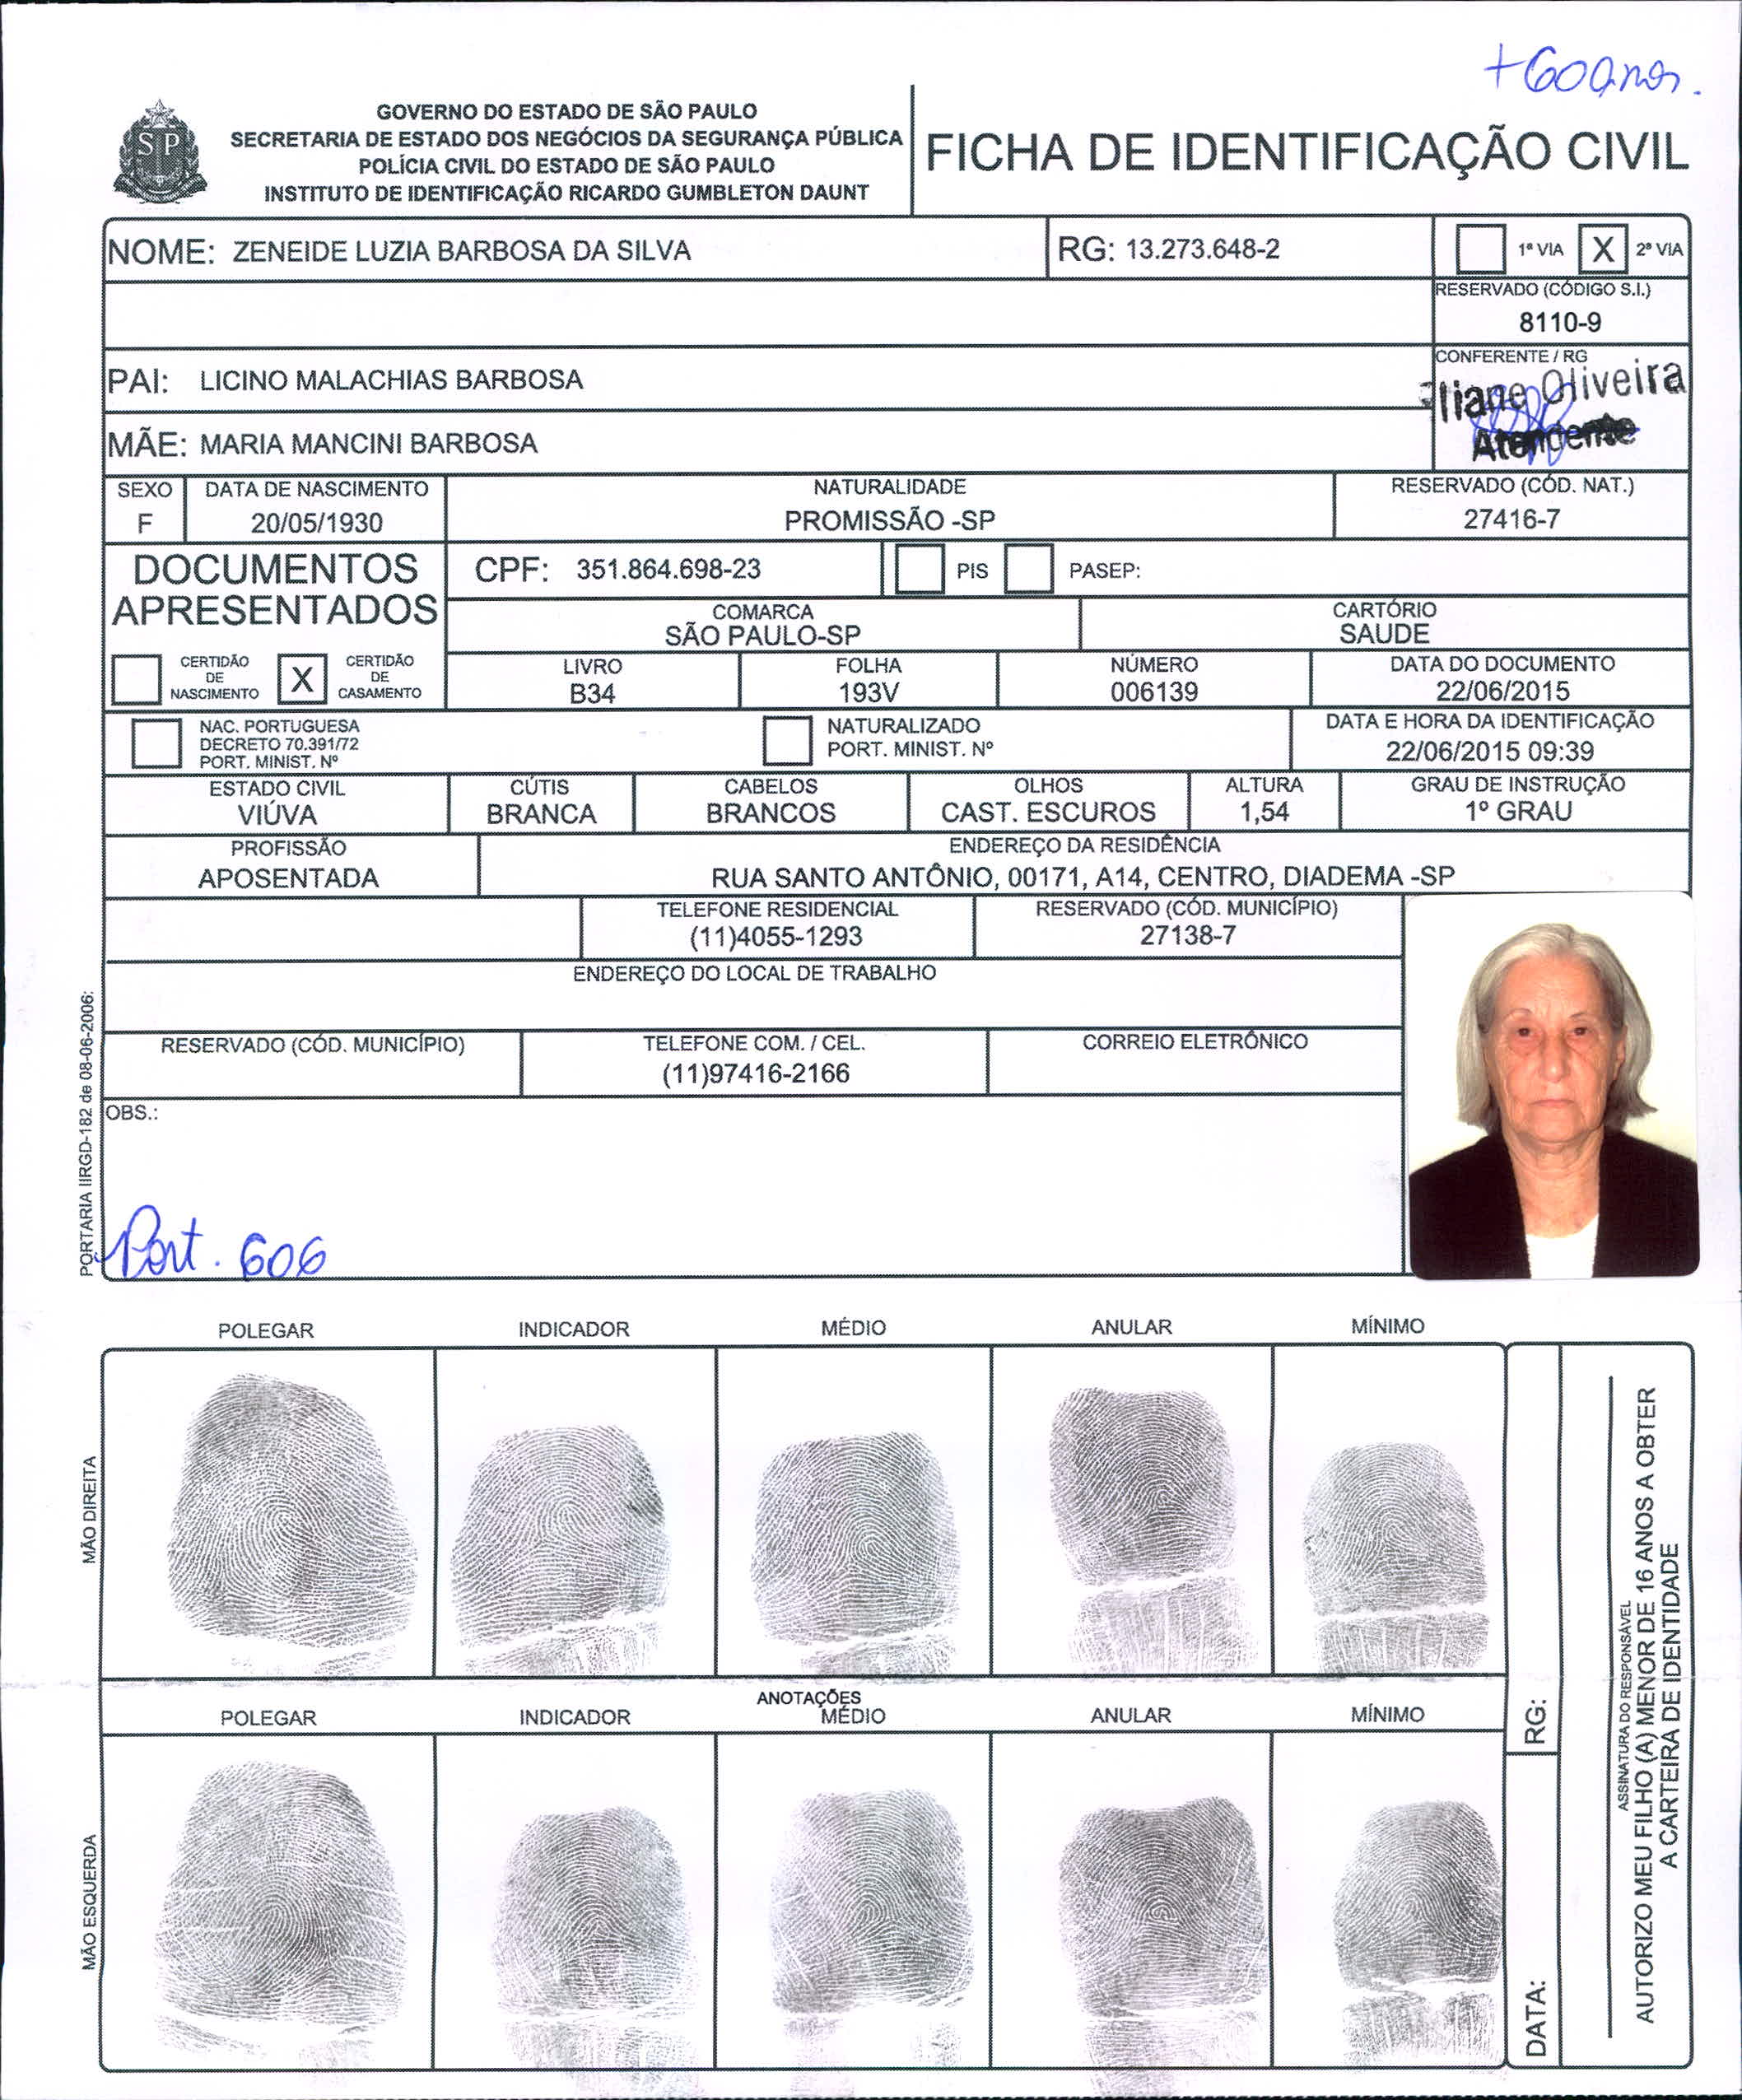 +60 anos.
GOVERNO DO ESTADO DE SÃO PAULO
SECRETARIA DE ESTADO DOS NEGÓCIOS DA SEGURANÇA PÚBLICA
POLÍCIA CIVIL DO ESTADO DE SÃO PAULO
INSTITUTO DE IDENTIFICAÇÃO RICARDO GUMBLETON DAUNT
SP
FICHA DE IDENTIFICAÇÃO CIVIL
NOME: ZENEIDE LUZIA BARBOSA DA SILVA
RG: 13.273.648-2
1ª VIA X 2ª VIA
RESERVADO (CÓDIGO S.I.)
8110-9
PAI: LICINO MALACHIAS BARBOSA
CONFERENTE / RG
Eliane Oliveira
Atendente
MÃE: MARIA MANCINI BARBOSA
SEXO
F
DATA DE NASCIMENTO
20/05/1930
NATURALIDADE
PROMISSÃO -SP
RESERVADO (CÓD. NAT.)
27416-7
DOCUMENTOS
APRESENTADOS
CPF: 351.864.698-23
PIS
PASEP:
COMARCA
SÃO PAULO-SP
CARTÓRIO
SAUDE
CERTIDÃO
DE
NASCIMENTO
X
CERTIDÃO
DE
CASAMENTO
LIVRO
B34
FOLHA
193V
NÚMERO
006139
DATA DO DOCUMENTO
22/06/2015
NAC. PORTUGUESA
DECRETO 70.391/72
PORT. MINIST. Nº
NATURALIZADO
PORT. MINIST. Nº
DATA E HORA DA IDENTIFICAÇÃO
22/06/2015 09:39
ESTADO CIVIL
VIÚVA
CÚTIS
BRANCA
CABELOS
BRANCOS
OLHOS
CAST. ESCUROS
ALTURA
1,54
GRAU DE INSTRUÇÃO
1º GRAU
PROFISSÃO
APOSENTADA
ENDEREÇO DA RESIDÊNCIA
RUA SANTO ANTÔNIO, 00171, A14, CENTRO, DIADEMA -SP
TELEFONE RESIDENCIAL
(11)4055-1293
RESERVADO (CÓD. MUNICÍPIO)
27138-7
ENDEREÇO DO LOCAL DE TRABALHO
RESERVADO (CÓD. MUNICÍPIO)
TELEFONE COM. / CEL.
(11)97416-2166
CORREIO ELETRÔNICO
OBS.:
Port. 606
PORTARIA IIRGD-182 de 08-06-2006:
POLEGAR INDICADOR MÉDIO ANULAR MÍNIMO
MÃO DIREITA
ANOTAÇÕES
POLEGAR INDICADOR MÉDIO ANULAR MÍNIMO
MÃO ESQUERDA
RG:
DATA:
ASSINATURA DO RESPONSÁVEL
AUTORIZO MEU FILHO (A) MENOR DE 16 ANOS A OBTER
A CARTEIRA DE IDENTIDADE